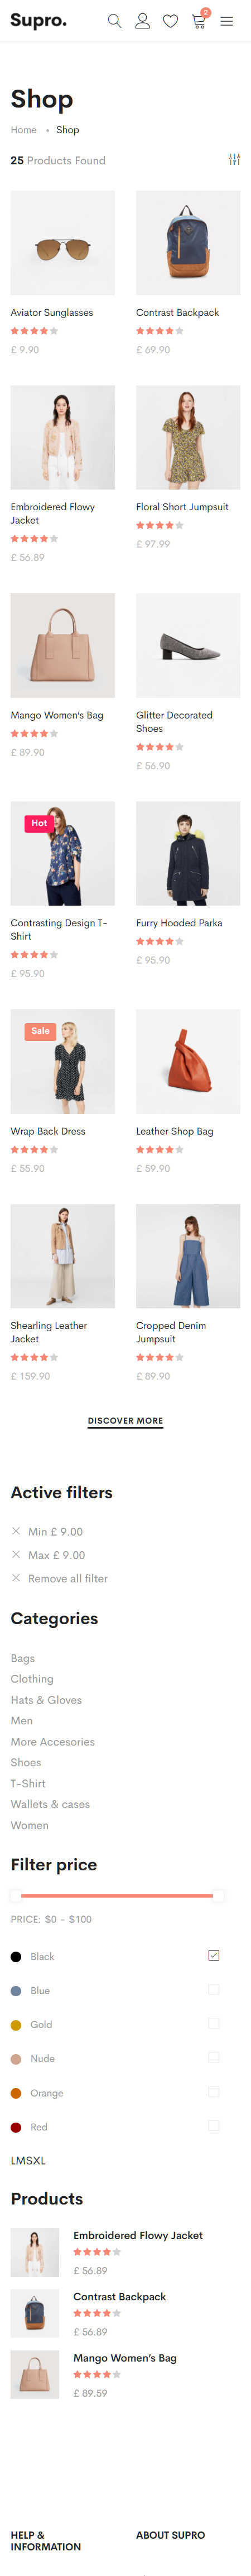 Supro.
2
Shop
Home • Shop
25 Products Found
Aviator Sunglasses
£ 9.90
Contrast Backpack
£ 69.90
Embroidered Flowy
Jacket
£ 56.89
Floral Short Jumpsuit
£ 97.99
Mango Women's Bag
£ 89.90
Glitter Decorated
Shoes
£ 56.90
Hot
Contrasting Design T-
Shirt
£ 95.90
Furry Hooded Parka
£ 95.90
Sale
Wrap Back Dress
£ 55.90
Leather Shop Bag
£ 59.90
Shearling Leather
Jacket
£ 159.90
Cropped Denim
Jumpsuit
£ 89.90
DISCOVER MORE
Active filters
Min £ 9.00
Max £ 9.00
Remove all filter
Categories
Bags
Clothing
Hats & Gloves
Men
More Accesories
Shoes
T-Shirt
Wallets & cases
Women
Filter price
PRICE: $0 - $100
Black
Blue
Gold
Nude
Orange
Red
LMSXL
Products
Embroidered Flowy Jacket
£ 56.89
Contrast Backpack
£ 56.89
Mango Women's Bag
£ 89.59
HELP &
INFORMATION
ABOUT SUPRO